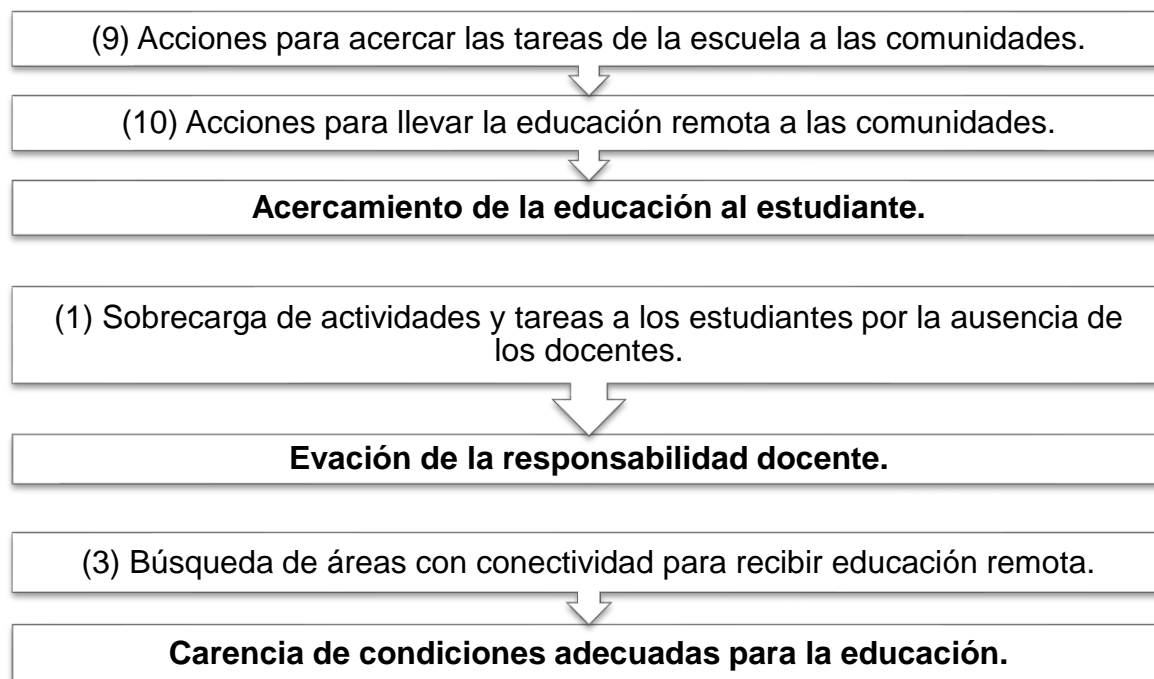 (9) Acciones para acercar las tareas de la escuela a las comunidades.
(10) Acciones para llevar la educación remota a las comunidades.
Acercamiento de la educación al estudiante.
(1) Sobrecarga de actividades y tareas a los estudiantes por la ausencia de
los docentes.
Evación de la responsabilidad docente.
(3) Búsqueda de áreas con conectividad para recibir educación remota.
Carencia de condiciones adecuadas para la educación.